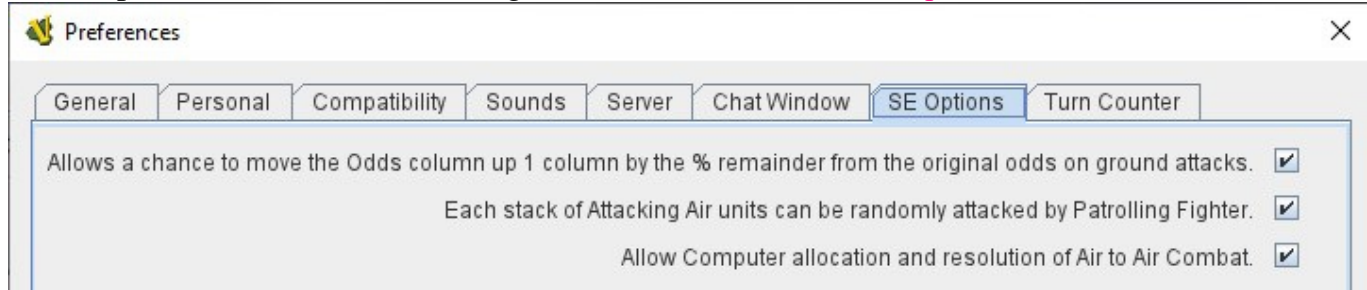 Preferences
General Personal Compatibility Sounds Server Chat Window SE Options Turn Counter
Allows a chance to move the Odds column up 1 column by the % remainder from the original odds on ground attacks.
Each stack of Attacking Air units can be randomly attacked by Patrolling Fighter.
Allow Computer allocation and resolution of Air to Air Combat.